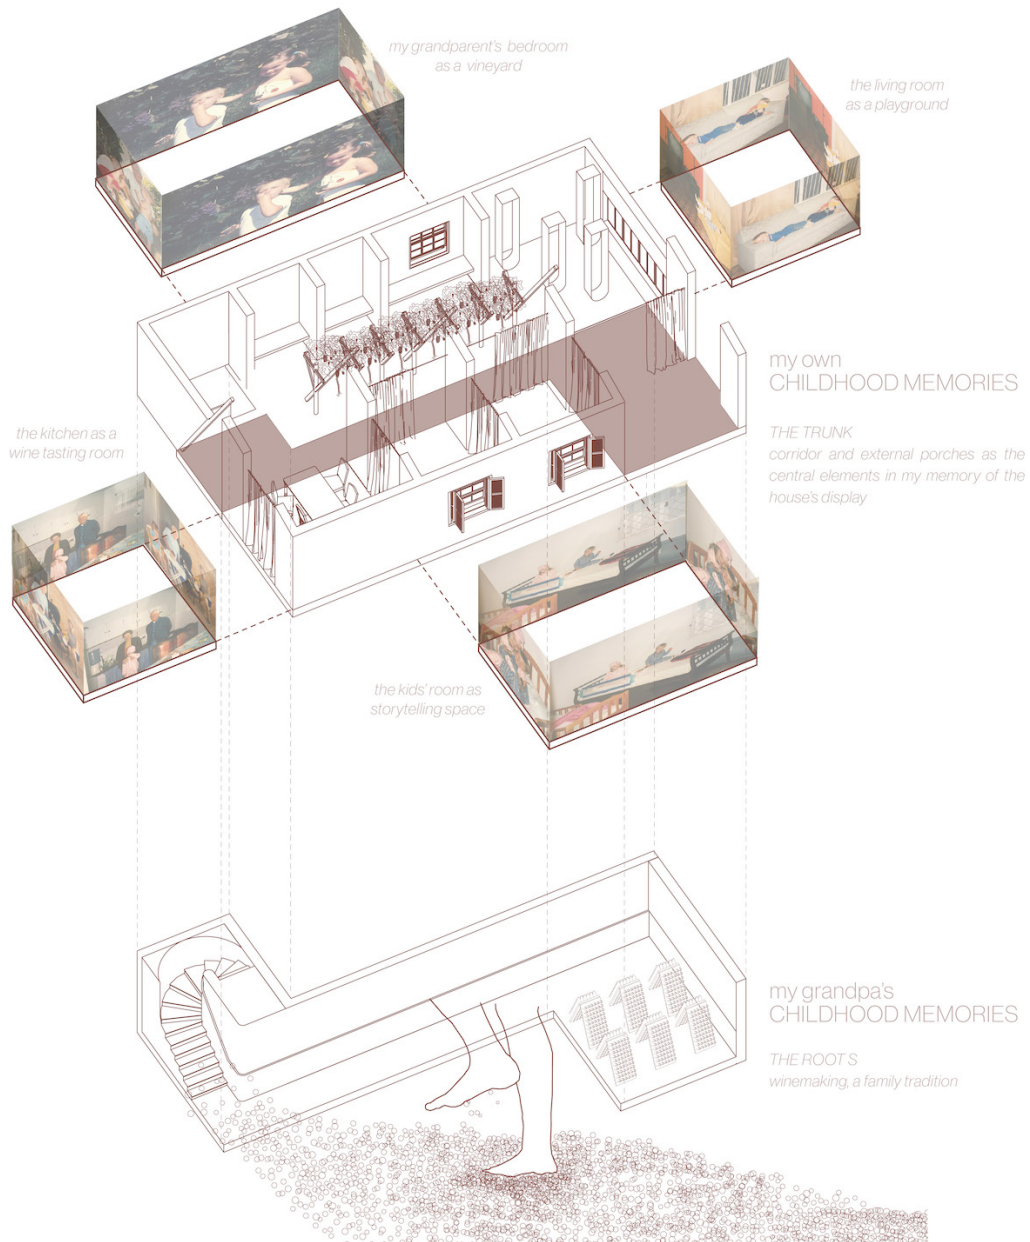 my grandparent's bedroom
as a vineyard
the living room
as a playground
my own
CHILDHOOD MEMORIES
THE TRUNK
corridor and external porches as the
central elements in my memory of the
house's display
the kitchen as a
wine tasting room
the kids' room as
storytelling space
my grandpa's
CHILDHOOD MEMORIES
THE ROOT S
winemaking, a family tradition